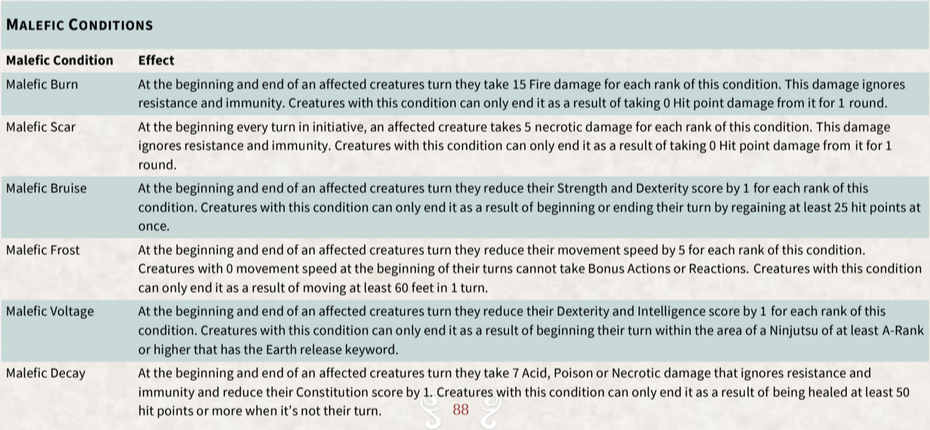 MALEFIC CONDITIONS
Malefic Condition Effect
Malefic Burn At the beginning and end of an affected creatures turn they take 15 Fire damage for each rank of this condition. This damage ignores
resistance and immunity. Creatures with this condition can only end it as a result of taking 0 Hit point damage from it for 1 round.
Malefic Scar At the beginning every turn in initiative, an affected creature takes 5 necrotic damage for each rank of this condition. This damage
ignores resistance and immunity. Creatures with this condition can only end it as a result of taking 0 Hit point damage from it for 1
round.
Malefic Bruise At the beginning and end of an affected creatures turn they reduce their Strength and Dexterity score by 1 for each rank of this
condition. Creatures with this condition can only end it as a result of beginning or ending their turn by regaining at least 25 hit points at
once.
Malefic Frost At the beginning and end of an affected creatures turn they reduce their movement speed by 5 for each rank of this condition.
Creatures with 0 movement speed at the beginning of their turns cannot take Bonus Actions or Reactions. Creatures with this condition
can only end it as a result of moving at least 60 feet in 1 turn.
Malefic Voltage At the beginning and end of an affected creatures turn they reduce their Dexterity and Intelligence score by 1 for each rank of this
condition. Creatures with this condition can only end it as a result of beginning their turn within the area of a Ninjutsu of at least A-Rank
or higher that has the Earth release keyword.
Malefic Decay At the beginning and end of an affected creatures turn they take 7 Acid, Poison or Necrotic damage that ignores resistance and
immunity and reduce their Constitution score by 1. Creatures with this condition can only end it as a result of being healed at least 50
hit points or more when it's not their turn.
88